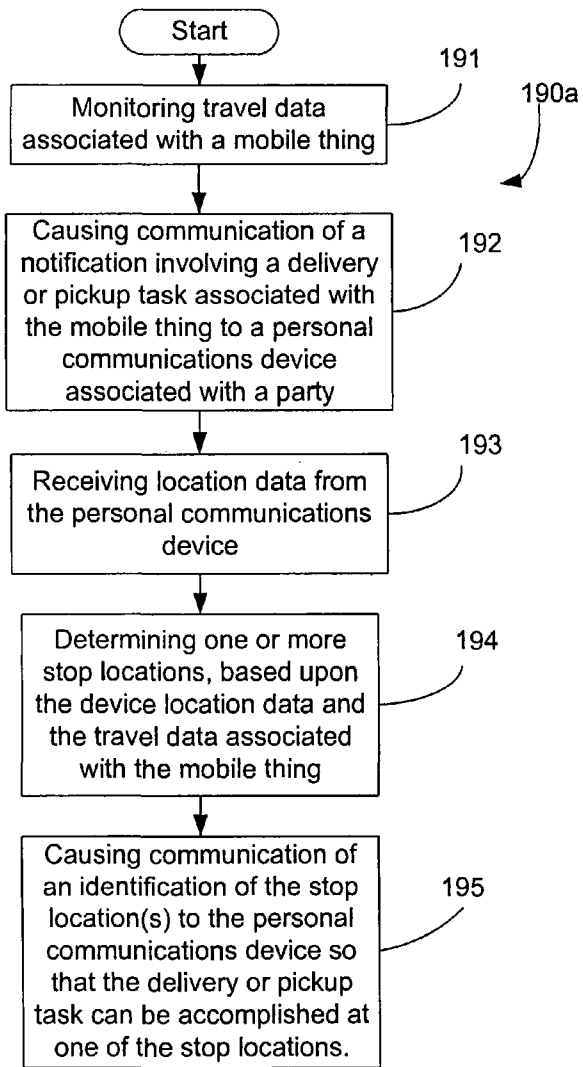 Start
191
190a
Monitoring travel data
associated with a mobile thing
192
Causing communication of a
notification involving a delivery
or pickup task associated with
the mobile thing to a personal
communications device
associated with a party
193
Receiving location data from
the personal communications
device
194
Determining one or more
stop locations, based upon
the device location data and
the travel data associated
with the mobile thing
195
Causing communication of
an identification of the stop
location(s) to the personal
communications device so
that the delivery or pickup
task can be accomplished at
one of the stop locations.